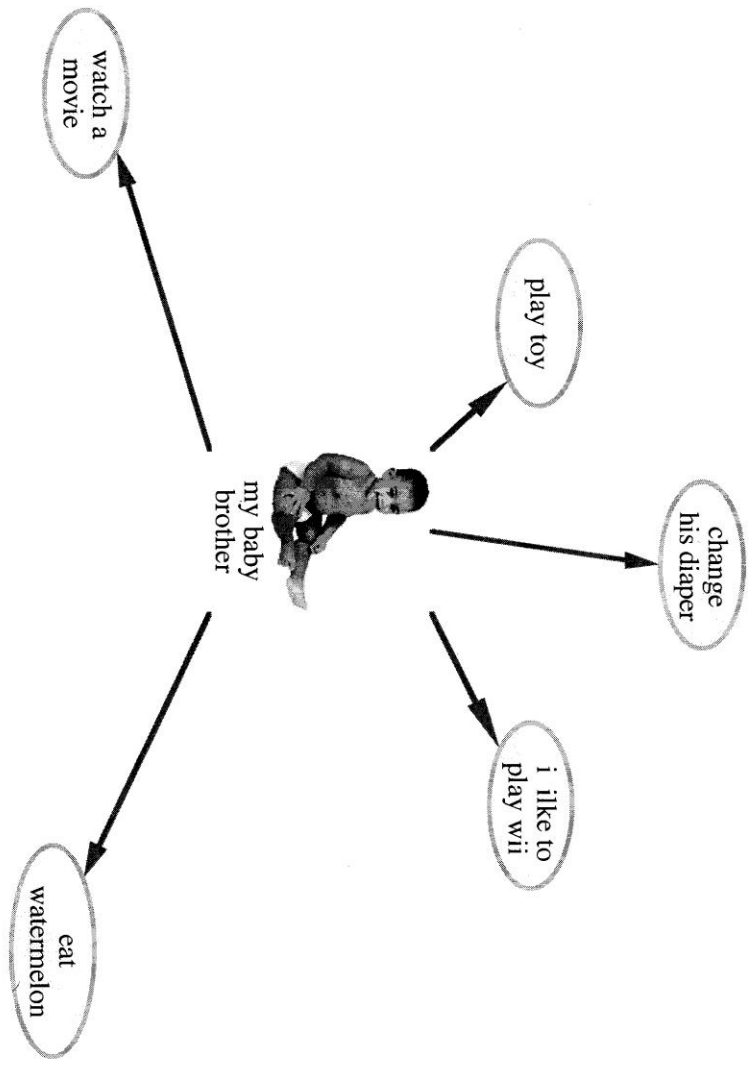 change
his diaper
play toy
i ilke to
play wii
my baby
brother
watch a
movie
eat
watermelon